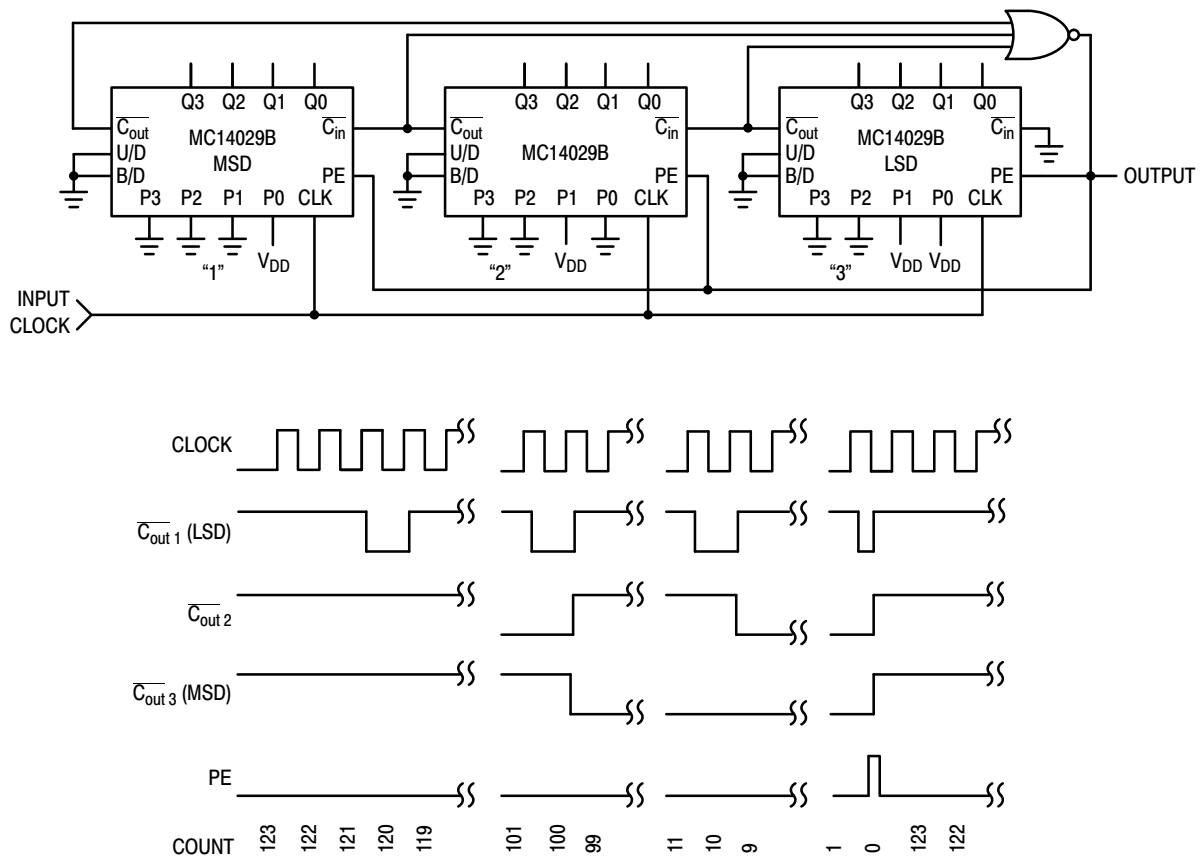 Q3 Q2 Q1 Q0
Cout MC14029B Cin
MSD
U/D
B/D PE
P3 P2 P1 P0 CLK
"1" VDD
Q3 Q2 Q1 Q0
Cout MC14029B Cin
U/D
B/D PE
P3 P2 P1 P0 CLK
"2" VDD
Q3 Q2 Q1 Q0
Cout MC14029B Cin
LSD
U/D
B/D PE
P3 P2 P1 P0 CLK
"3" VDD VDD
OUTPUT
INPUT
CLOCK
CLOCK
Cout 1 (LSD)
Cout 2
Cout 3 (MSD)
PE
COUNT 123 122 121 120 119 101 100 99 11 10 9 1 0 123 122